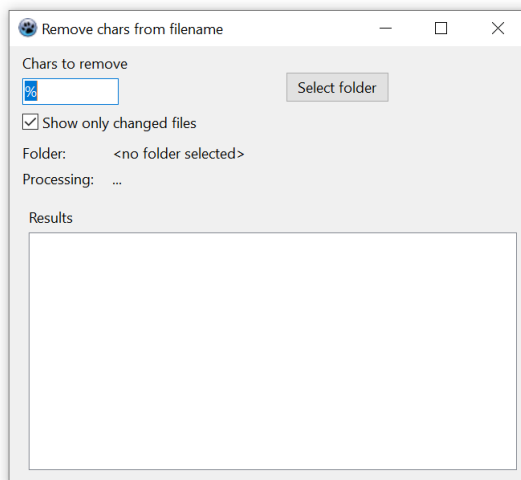 Remove chars from filename
Chars to remove
%
Select folder
Show only changed files
Folder: <no folder selected>
Processing: ...
Results